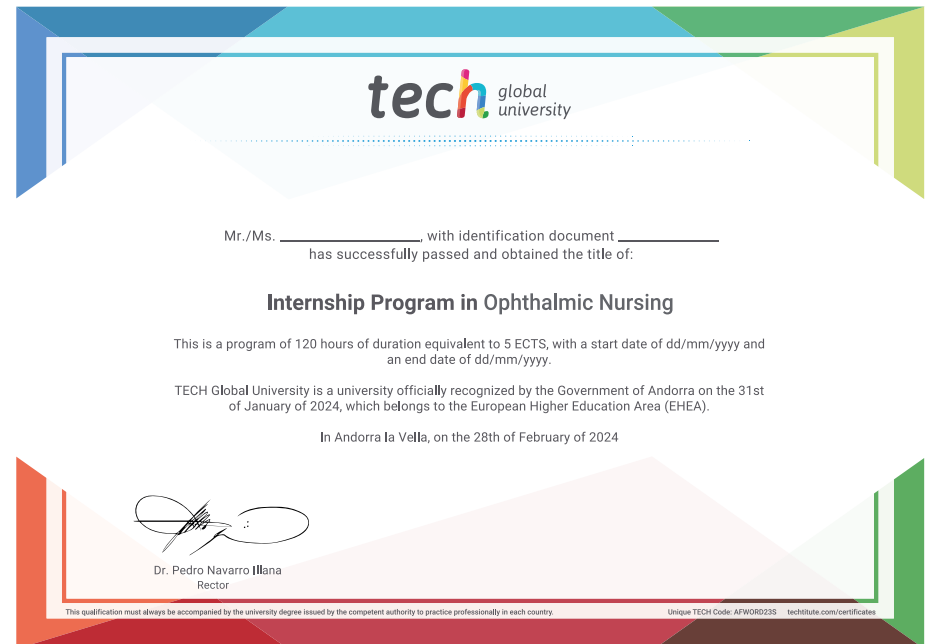 tech global
university
Mr./Ms. ____________, with identification document ____________
has successfully passed and obtained the title of:
Internship Program in Ophthalmic Nursing
This is a program of 120 hours of duration equivalent to 5 ECTS, with a start date of dd/mm/yyyy and
an end date of dd/mm/yyyy.
TECH Global University is a university officially recognized by the Government of Andorra on the 31st
of January of 2024, which belongs to the European Higher Education Area (EHEA).
In Andorra la Vella, on the 28th of February of 2024
Dr. Pedro Navarro Illana
Rector
This qualification must always be accompanied by the university degree issued by the competent authority to practice professionally in each country. Unique TECH Code: AFWORD23S techtitute.com/certificates